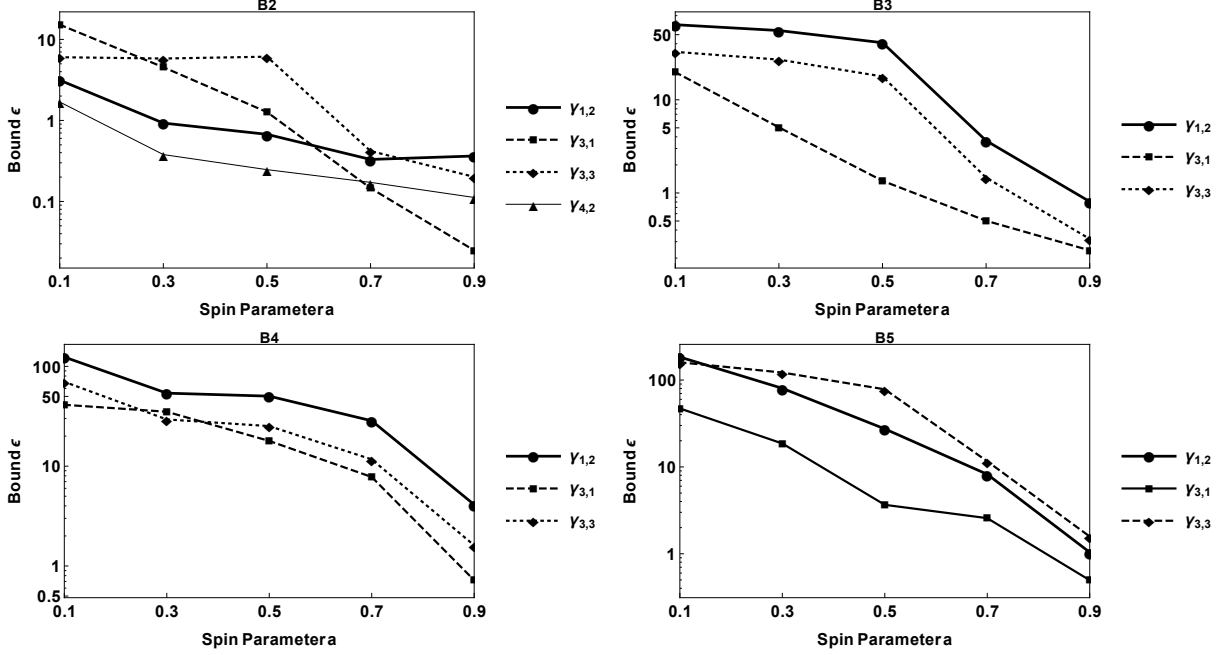 B2
10
1
0.1
Bound ϵ
0.1 0.3 0.5 0.7 0.9
Spin Parameter a
γ1,2
γ3,1
γ3,3
γ4,2
B3
50
10
5
1
0.5
Bound ϵ
0.1 0.3 0.5 0.7 0.9
Spin Parameter a
γ1,2
γ3,1
γ3,3
B4
100
50
10
1
0.5
Bound ϵ
0.1 0.3 0.5 0.7 0.9
Spin Parameter a
γ1,2
γ3,1
γ3,3
B5
100
10
1
Bound ϵ
0.1 0.3 0.5 0.7 0.9
Spin Parameter a
γ1,2
γ3,1
γ3,3